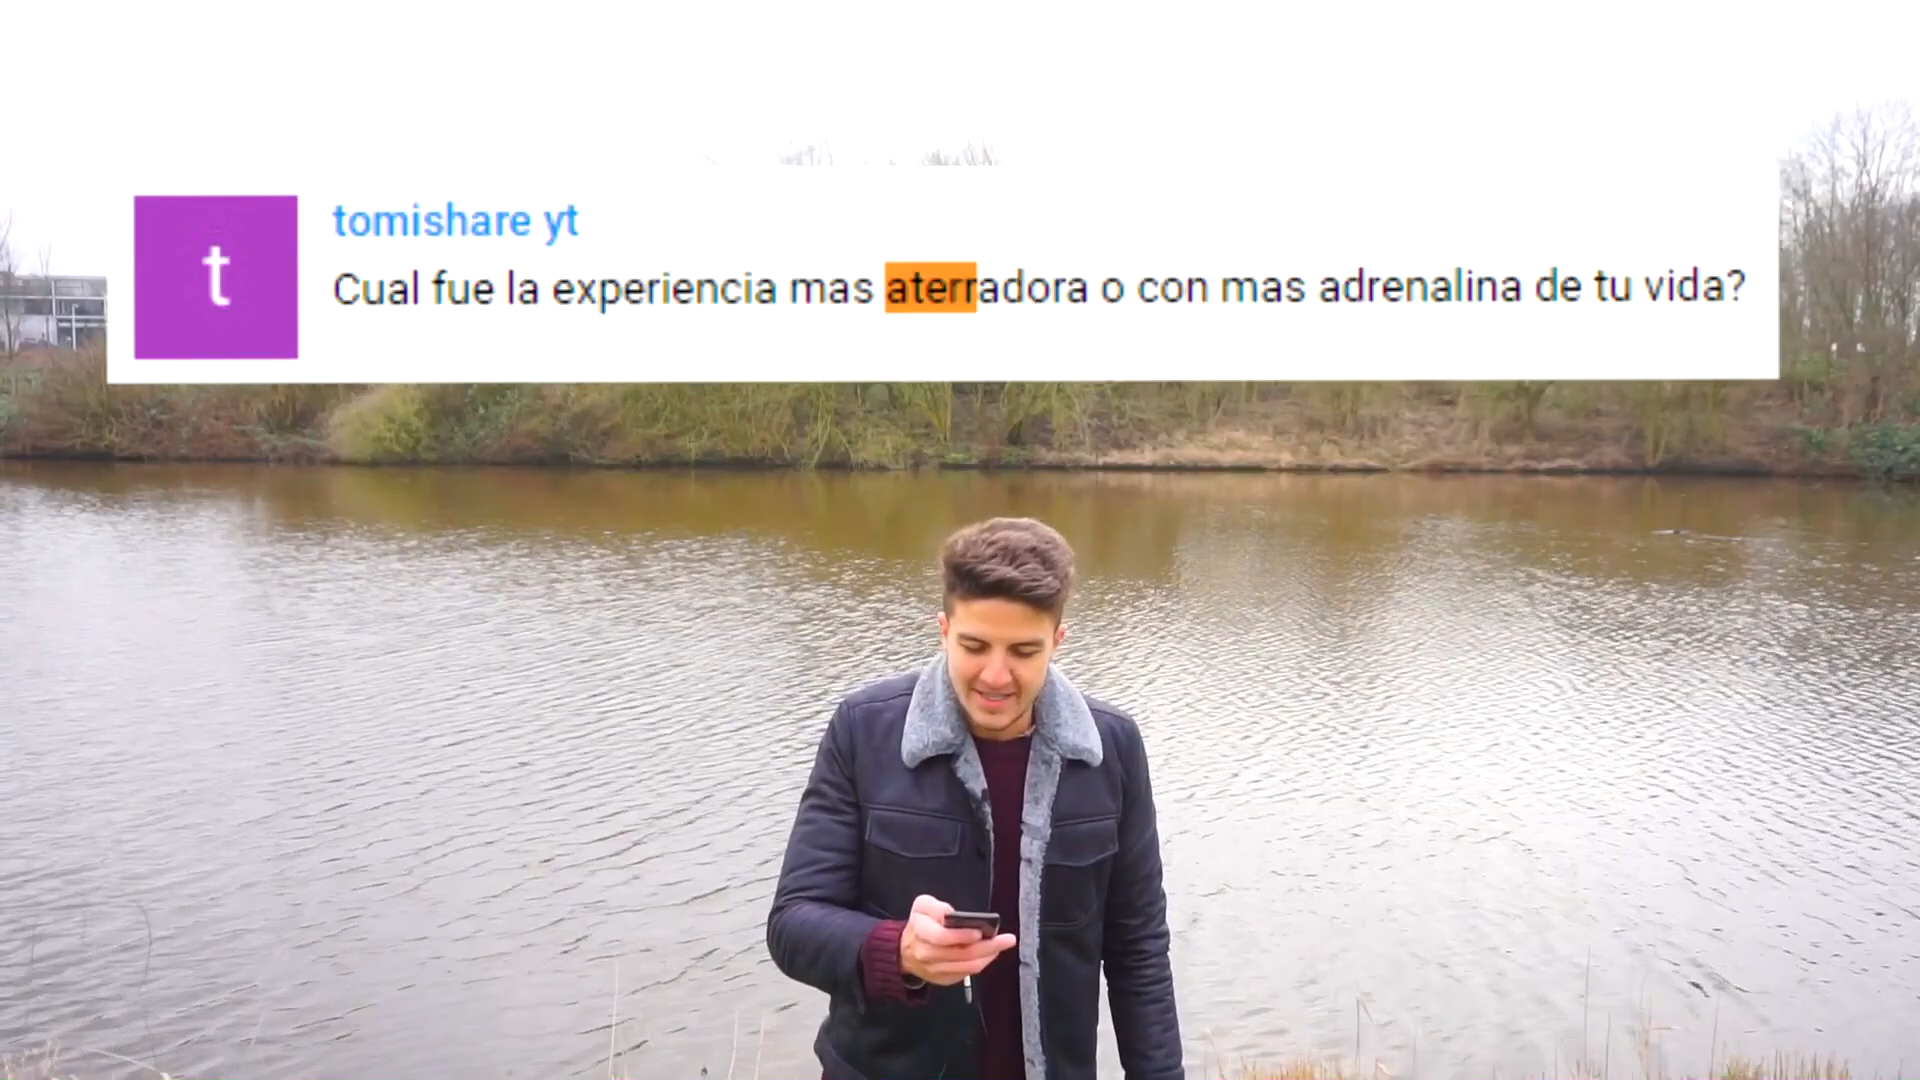 t
tomishare yt
Cual fue la experiencia mas aterradora o con mas adrenalina de tu vida?